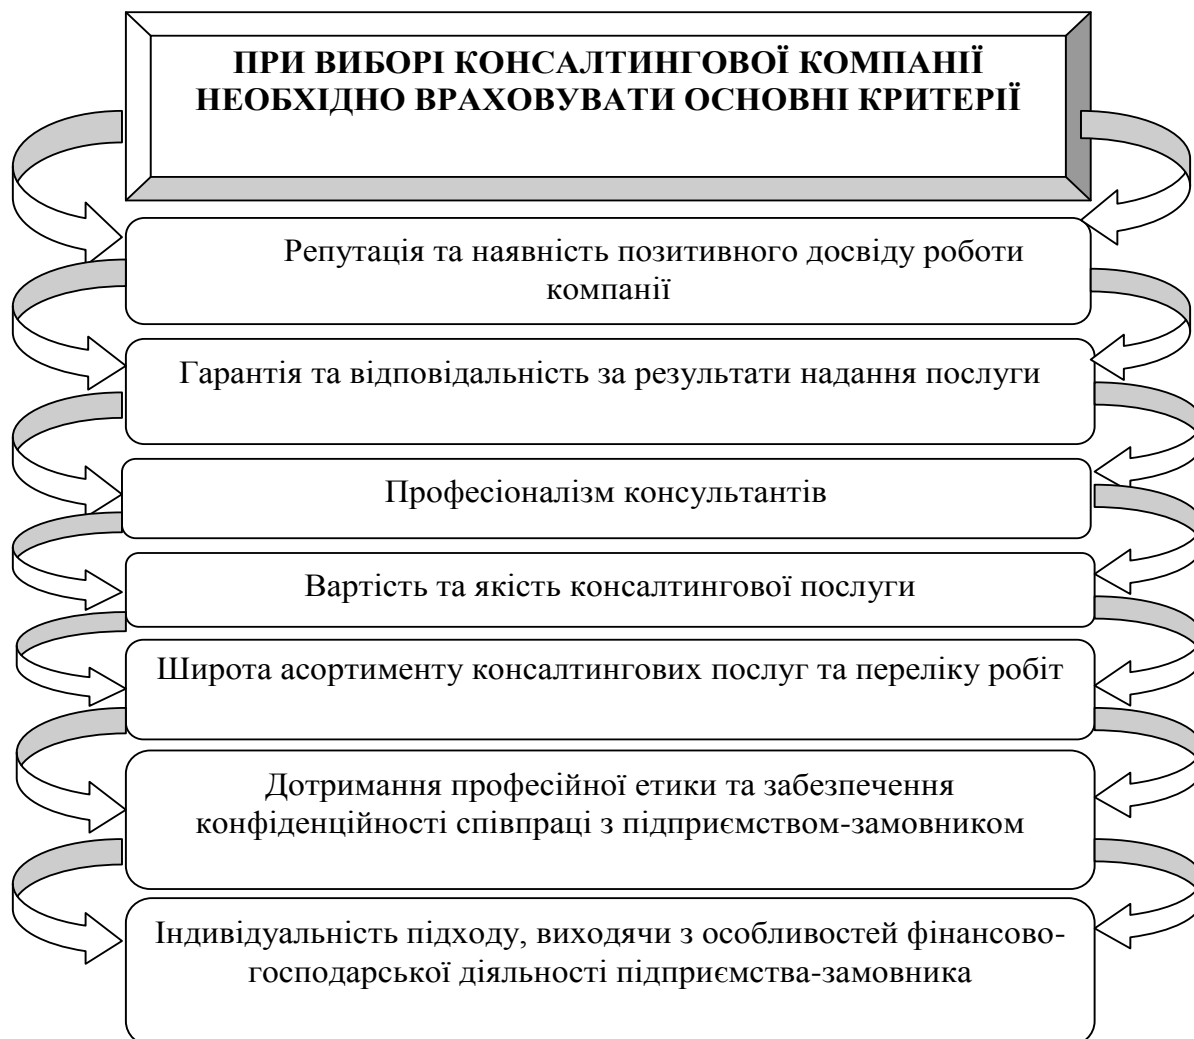 ПРИ ВИБОРІ КОНСАЛТИНГОВОЇ КОМПАНІЇ
НЕОБХІДНО ВРАХОВУВАТИ ОСНОВНІ КРИТЕРІЇ
Репутація та наявність позитивного досвіду роботи
компанії
Гарантія та відповідальність за результати надання послуги
Професіоналізм консультантів
Вартість та якість консалтингової послуги
Широта асортименту консалтингових послуг та переліку робіт
Дотримання професійної етики та забезпечення
конфіденційності співпраці з підприємством-замовником
Індивідуальність підходу, виходячи з особливостей фінансово-
господарської діяльності підприємства-замовника